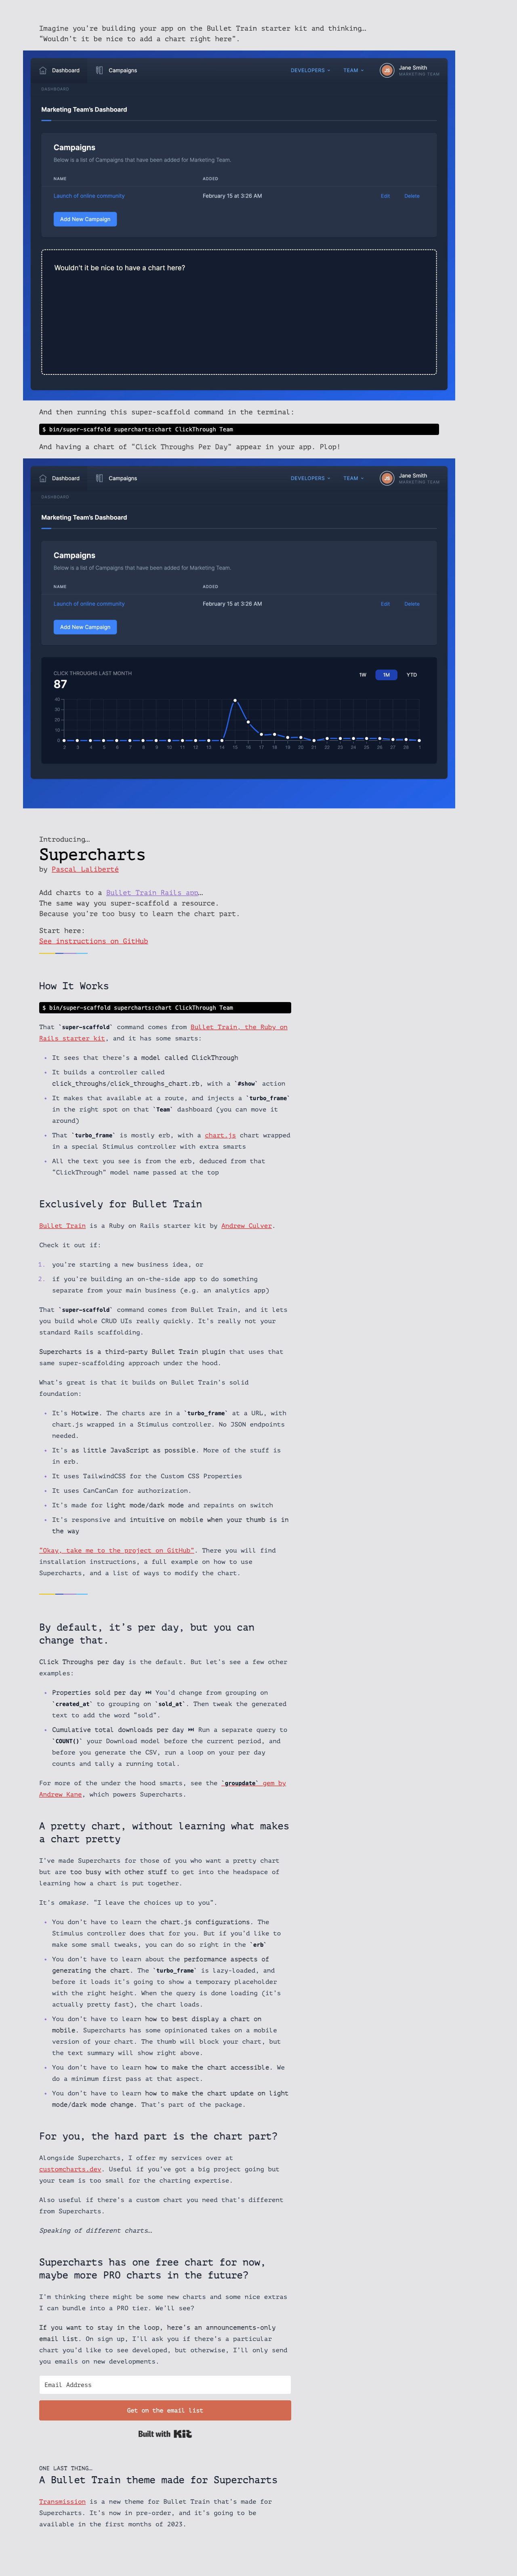 Imagine you're building your app on the Bullet Train starter kit and thinking…
"Wouldn't it be nice to add a chart right here".
Dashboard
Campaigns
DEVELOPERS
TEAM
JS
Jane Smith
MARKETING TEAM
DASHBOARD
Marketing Team's Dashboard
Campaigns
Below is a list of Campaigns that have been added for Marketing Team.
NAME
ADDED
Launch of online community
February 15 at 3:26 AM
Edit
Delete
Add New Campaign
Wouldn't it be nice to have a chart here?
And then running this super-scaffold command in the terminal:
$ bin/super-scaffold supercharts:chart ClickThrough Team
And having a chart of "Click Throughs Per Day" appear in your app. Plop!
Dashboard
Campaigns
DEVELOPERS
TEAM
JS
Jane Smith
MARKETING TEAM
DASHBOARD
Marketing Team's Dashboard
Campaigns
Below is a list of Campaigns that have been added for Marketing Team.
NAME
ADDED
Launch of online community
February 15 at 3:26 AM
Edit
Delete
Add New Campaign
CLICK THROUGHS LAST MONTH
87
1W
1M
YTD
40
30
20
10
0
2 3 4 5 6 7 8 9 10 11 12 13 14 15 16 17 18 19 20 21 22 23 24 25 26 27 28 1
Introducing…
Supercharts
by Pascal Laliberté
Add charts to a Bullet Train Rails app…
The same way you super-scaffold a resource.
Because you're too busy to learn the chart part.
Start here:
See instructions on GitHub
How It Works
$ bin/super-scaffold supercharts:chart ClickThrough Team
That `super-scaffold` command comes from Bullet Train, the Ruby on
Rails starter kit, and it has some smarts:
• It sees that there's a model called ClickThrough
• It builds a controller called
click_throughs/click_throughs_chart.rb, with a `#show` action
• It makes that available at a route, and injects a `turbo_frame`
in the right spot on that `Team` dashboard (you can move it
around)
• That `turbo_frame` is mostly erb, with a chart.js chart wrapped
in a special Stimulus controller with extra smarts
• All the text you see is from the erb, deduced from that
"ClickThrough" model name passed at the top
Exclusively for Bullet Train
Bullet Train is a Ruby on Rails starter kit by Andrew Culver.
Check it out if:
1. you're starting a new business idea, or
2. if you're building an on-the-side app to do something
separate from your main business (e.g. an analytics app)
That `super-scaffold` command comes from Bullet Train, and it lets
you build whole CRUD UIs really quickly. It's really not your
standard Rails scaffolding.
Supercharts is a third-party Bullet Train plugin that uses that
same super-scaffolding approach under the hood.
What's great is that it builds on Bullet Train's solid
foundation:
• It's Hotwire. The charts are in a `turbo_frame` at a URL, with
chart.js wrapped in a Stimulus controller. No JSON endpoints
needed.
• It's as little JavaScript as possible. More of the stuff is
in erb.
• It uses TailwindCSS for the Custom CSS Properties
• It uses CanCanCan for authorization.
• It's made for light mode/dark mode and repaints on switch
• It's responsive and intuitive on mobile when your thumb is in
the way
"Okay, take me to the project on GitHub". There you will find
installation instructions, a full example on how to use
Supercharts, and a list of ways to modify the chart.
By default, it's per day, but you can
change that.
Click Throughs per day is the default. But let's see a few other
examples:
• Properties sold per day ⏭ You'd change from grouping on
`created_at` to grouping on `sold_at`. Then tweak the generated
text to add the word "sold".
• Cumulative total downloads per day ⏭ Run a separate query to
`COUNT()` your Download model before the current period, and
before you generate the CSV, run a loop on your per day
counts and tally a running total.
For more of the under the hood smarts, see the `groupdate` gem by
Andrew Kane, which powers Supercharts.
A pretty chart, without learning what makes
a chart pretty
I've made Supercharts for those of you who want a pretty chart
but are too busy with other stuff to get into the headspace of
learning how a chart is put together.
It's omakase. "I leave the choices up to you".
• You don't have to learn the chart.js configurations. The
Stimulus controller does that for you. But if you'd like to
make some small tweaks, you can do so right in the `erb`
• You don't have to learn about the performance aspects of
generating the chart. The `turbo_frame` is lazy-loaded, and
before it loads it's going to show a temporary placeholder
with the right height. When the query is done loading (it's
actually pretty fast), the chart loads.
• You don't have to learn how to best display a chart on
mobile. Supercharts has some opinionated takes on a mobile
version of your chart. The thumb will block your chart, but
the text summary will show right above.
• You don't have to learn how to make the chart accessible. We
do a minimum first pass at that aspect.
• You don't have to learn how to make the chart update on light
mode/dark mode change. That's part of the package.
For you, the hard part is the chart part?
Alongside Supercharts, I offer my services over at
customcharts.dev. Useful if you've got a big project going but
your team is too small for the charting expertise.
Also useful if there's a custom chart you need that's different
from Supercharts.
Speaking of different charts…
Supercharts has one free chart for now,
maybe more PRO charts in the future?
I'm thinking there might be some new charts and some nice extras
I can bundle into a PRO tier. We'll see?
If you want to stay in the loop, here's an announcements-only
email list. On sign up, I'll ask you if there's a particular
chart you'd like to see developed, but otherwise, I'll only send
you emails on new developments.
Email Address
Get on the email list
Built with Kit
ONE LAST THING…
A Bullet Train theme made for Supercharts
Transmission is a new theme for Bullet Train that's made for
Supercharts. It's now in pre-order, and it's going to be
available in the first months of 2023.